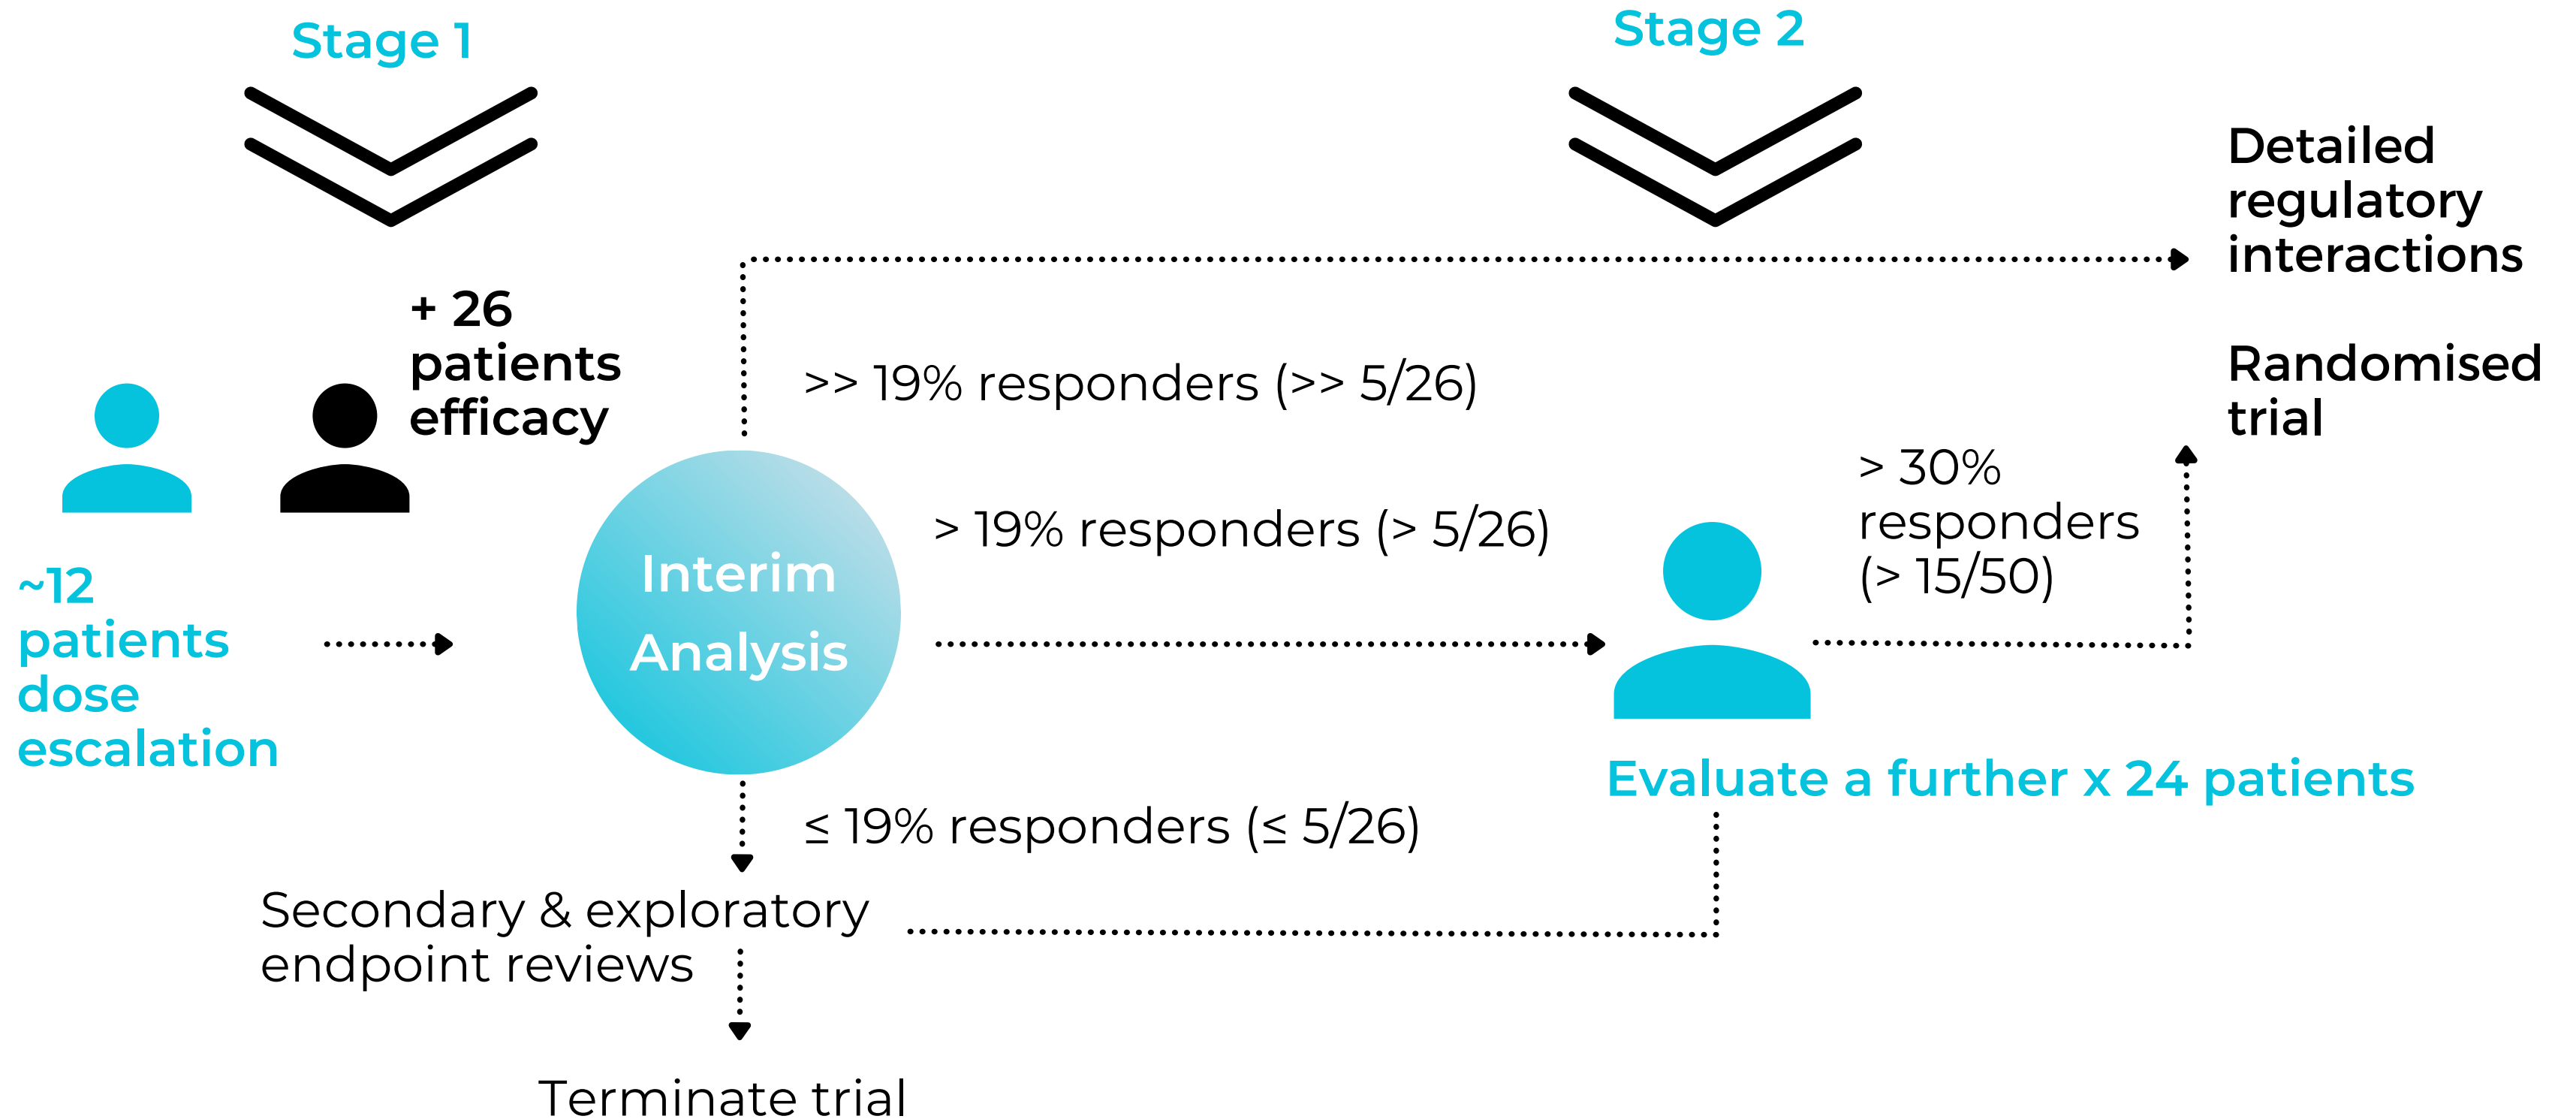 Stage 1
Stage 2
Detailed
regulatory
interactions
Randomised
trial
+ 26
patients
efficacy
~12
patients
dose
escalation
Interim
Analysis
>> 19% responders (>> 5/26)
> 19% responders (> 5/26)
> 30%
responders
(> 15/50)
Evaluate a further x 24 patients
≤ 19% responders (≤ 5/26)
Secondary & exploratory
endpoint reviews
Terminate trial